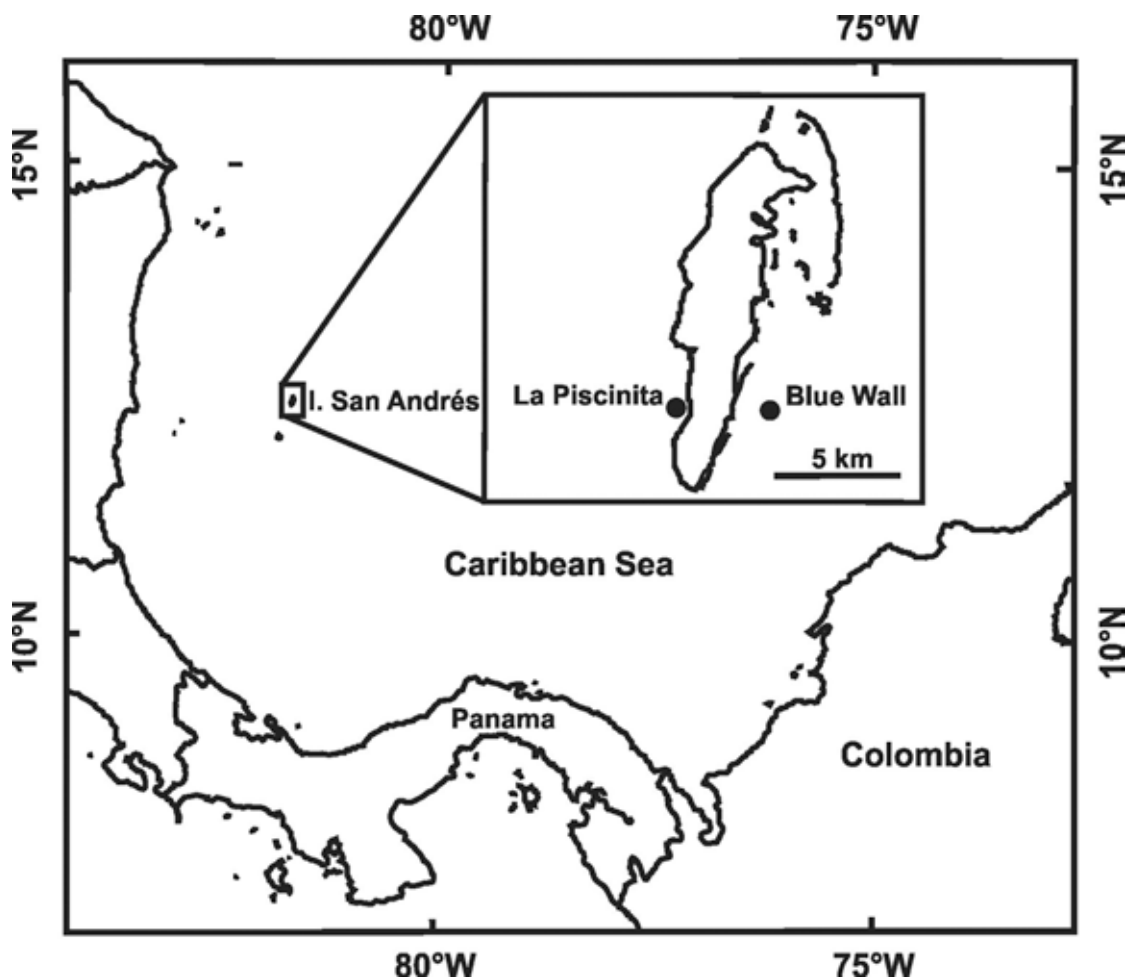 80°W
75°W
15°N
15°N
La Piscinita
Blue Wall
I. San Andrés
5 km
Caribbean Sea
10°N
10°N
Panama
Colombia
80°W
75°W